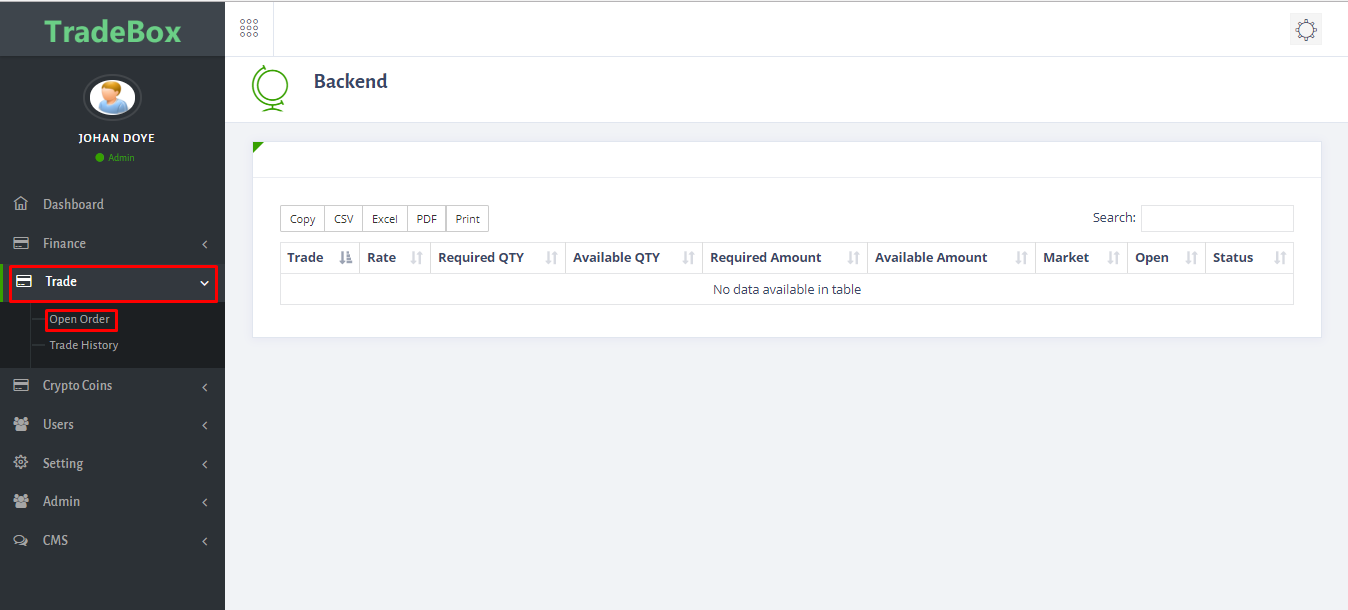 TradeBox
JOHAN DOYE
Admin
Dashboard
Finance
Trade
Open Order
Trade History
Crypto Coins
Users
Setting
Admin
CMS
Backend
Copy CSV Excel PDF Print
Search:
Trade Rate Required QTY Available QTY Required Amount Available Amount Market Open Status
No data available in table